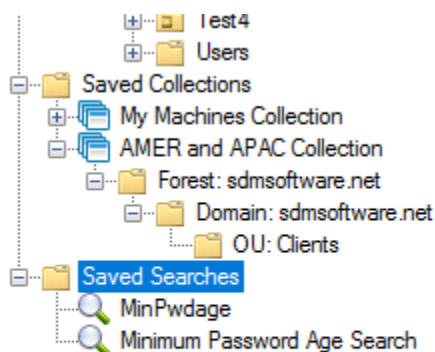 Test4
Users
Saved Collections
My Machines Collection
AMER and APAC Collection
Forest: sdmsoftware.net
Domain: sdmsoftware.net
OU: Clients
Saved Searches
MinPwdage
Minimum Password Age Search